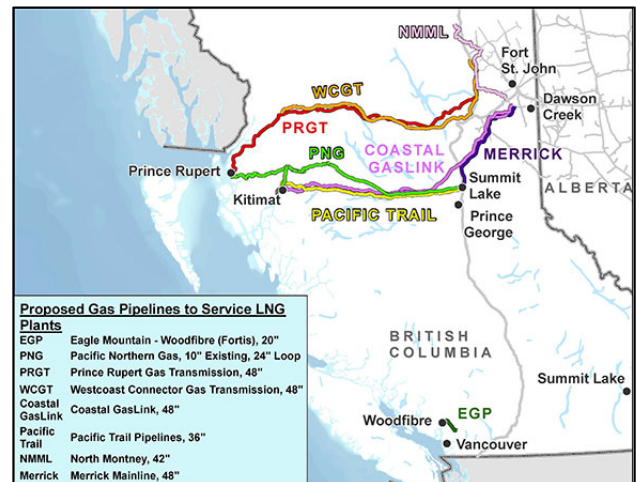 NMML
Fort
St. John
WCGT
Dawson
Creek
PRGT
COASTAL
GASLINK
PNG
MERRICK
Prince Rupert
Summit
Lake
ALBERTA
Kitimat
PACIFIC TRAIL
Prince
George
Proposed Gas Pipelines to Service LNG
Plants
EGP Eagle Mountain - Woodfibre (Fortis), 20"
PNG Pacific Northern Gas, 10" Existing, 24" Loop
PRGT Prince Rupert Gas Transmission, 48"
WCGT Westcoast Connector Gas Transmission, 48"
Coastal
GasLink Coastal GasLink, 48"
Pacific
Trail Pacific Trail Pipelines, 36"
NMML North Montney, 42"
Merrick Merrick Mainline, 48"
BRITISH
COLUMBIA
Summit Lake
EGP
Woodfibre
Vancouver